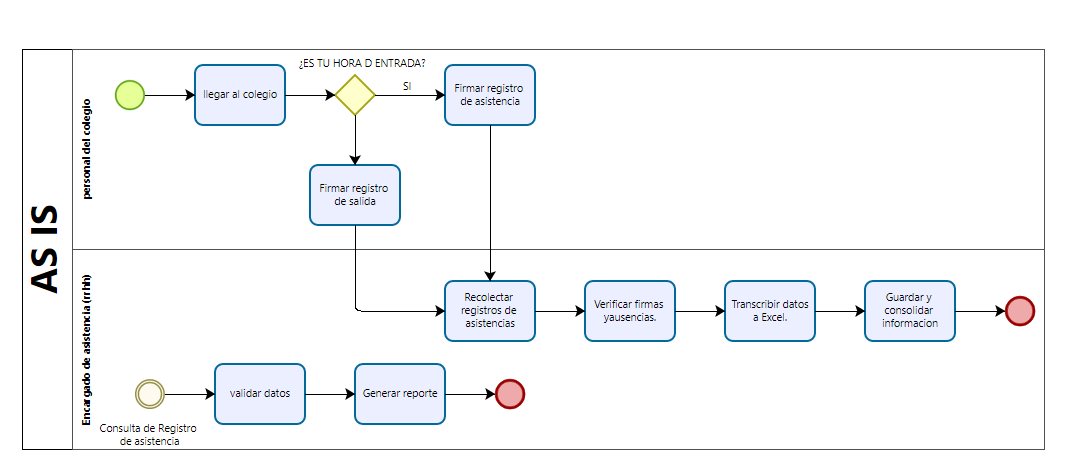 AS IS
personal del colegio
llegar al colegio
¿ES TU HORA D ENTRADA?
SI
Firmar registro
de asistencia
Firmar registro
de salida
Encargado de asistencia (rrhh)
Recolectar
registros de
asistencias
Verificar firmas
yausencias.
Transcribir datos
a Excel.
Guardar y
consolidar
informacion
Consulta de Registro
de asistencia
validar datos
Generar reporte